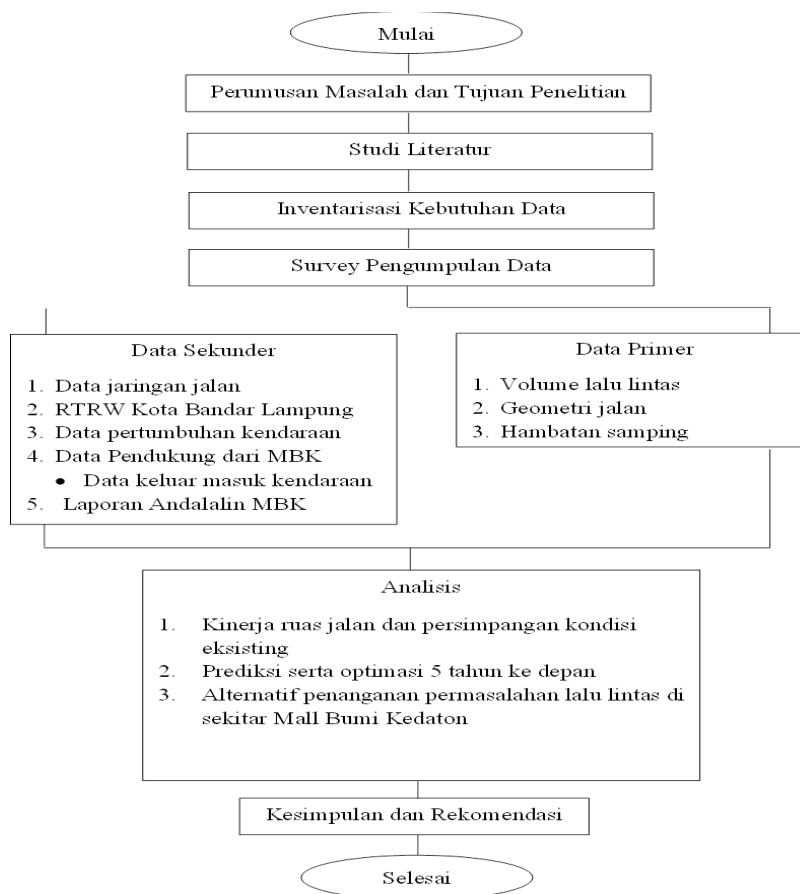 Mulai
Perumusan Masalah dan Tujuan Penelitian
Studi Literatur
Inventarisasi Kebutuhan Data
Survey Pengumpulan Data
Data Sekunder
1. Data jaringan jalan
2. RTRW Kota Bandar Lampung
3. Data pertumbuhan kendaraan
4. Data Pendukung dari MBK
• Data keluar masuk kendaraan
5. Laporan Andalalin MBK
Data Primer
1. Volume lalu lintas
2. Geometri jalan
3. Hambatan samping
Analisis
1. Kinerja ruas jalan dan persimpangan kondisi
eksisting
2. Prediksi serta optimasi 5 tahun ke depan
3. Alternatif penanganan permasalahan lalu lintas di
sekitar Mall Bumi Kedaton
Kesimpulan dan Rekomendasi
Selesai